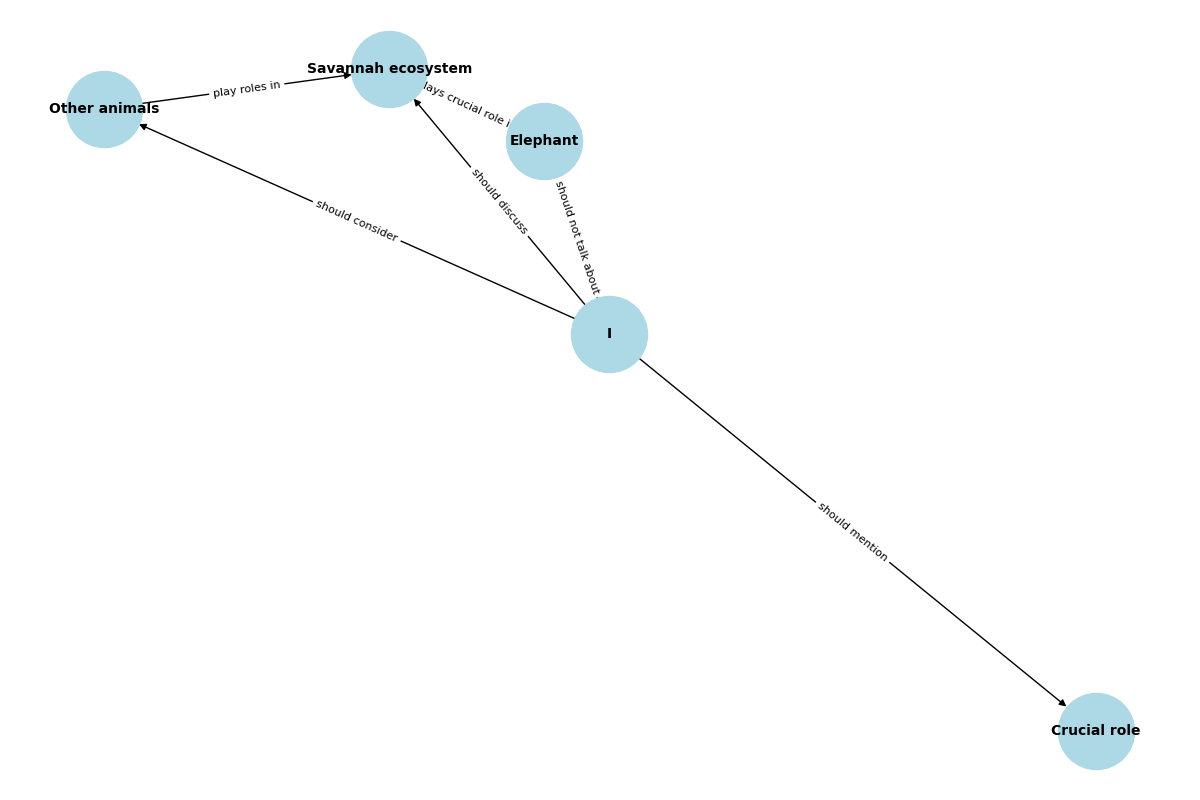 Savannah ecosystem
play roles in
lays crucial role i
Other animals
Elephant
should discuss
should not talk about
should consider
I
should mention
Crucial role